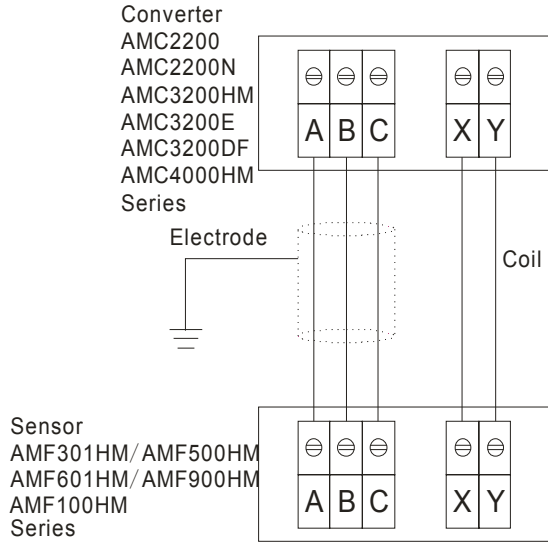 Converter
AMC2200
AMC2200N
AMC3200HM
AMC3200E
AMC3200DF
AMC4000HM
Series
A B C X Y
Electrode
Coil
Sensor
AMF301HM/AMF500HM
AMF601HM/AMF900HM
AMF100HM
Series
A B C X Y